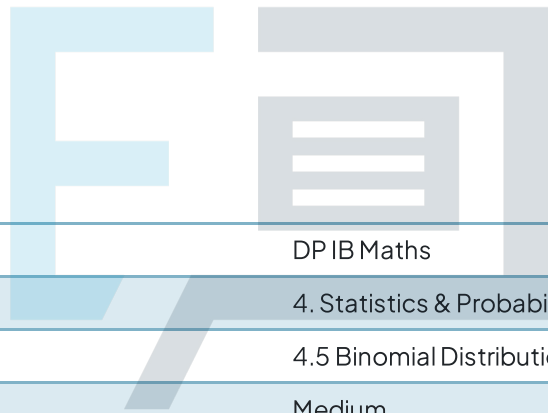 DP IB Maths
4. Statistics & Probabi
4.5 Binomial Distributi
Medium